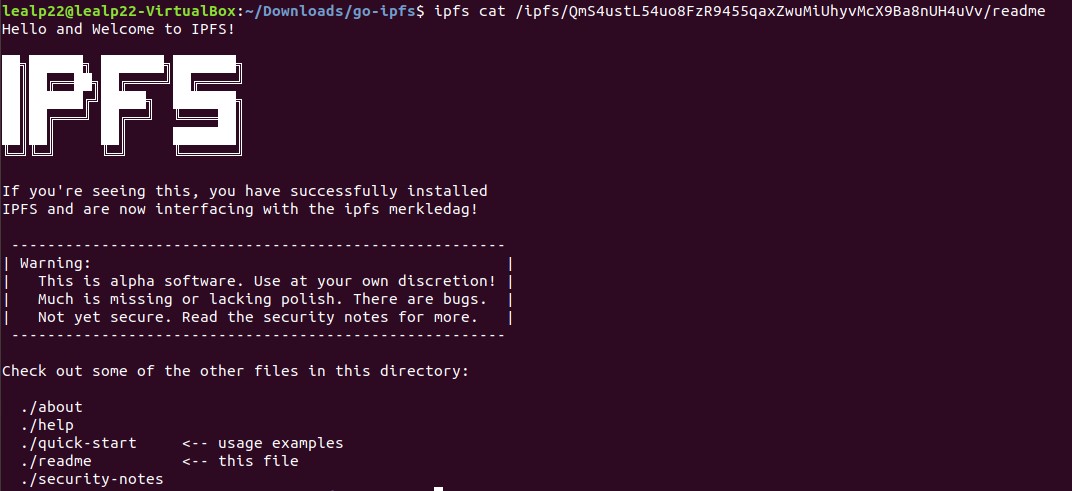 lealp22@lealp22-VirtualBox:~/Downloads/go-ipfs$ ipfs cat /ipfs/QmS4ustL54uo8FzR9455qaxZwuMiUhyvMcX9Ba8nUH4uVv/readme
Hello and Welcome to IPFS!
IPFS
If you're seeing this, you have successfully installed
IPFS and are now interfacing with the ipfs merkledag!
-------------------------------------------------------
| Warning: |
| This is alpha software. Use at your own discretion! |
| Much is missing or lacking polish. There are bugs. |
| Not yet secure. Read the security notes for more. |
-------------------------------------------------------
Check out some of the other files in this directory:
./about
./help
./quick-start <-- usage examples
./readme <-- this file
./security-notes